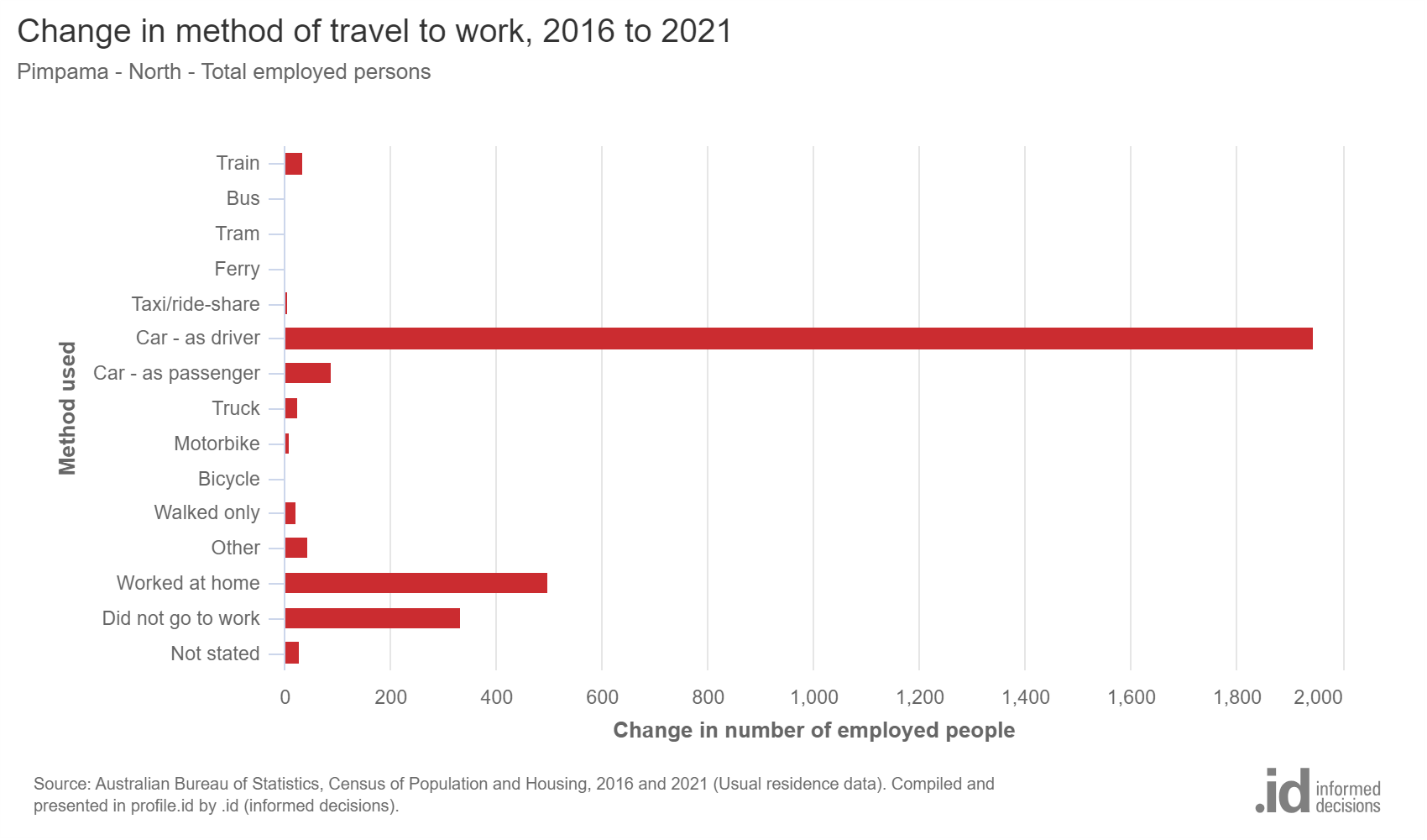 Change in method of travel to work, 2016 to 2021
Pimpama - North - Total employed persons
Method used
Train
Bus
Tram
Ferry
Taxi/ride-share
Car - as driver
Car - as passenger
Truck
Motorbike
Bicycle
Walked only
Other
Worked at home
Did not go to work
Not stated
0 200 400 600 800 1,000 1,200 1,400 1,600 1,800 2,000
Change in number of employed people
Source: Australian Bureau of Statistics, Census of Population and Housing, 2016 and 2021 (Usual residence data). Compiled and
presented in profile.id by .id (informed decisions).
.id informed
decisions